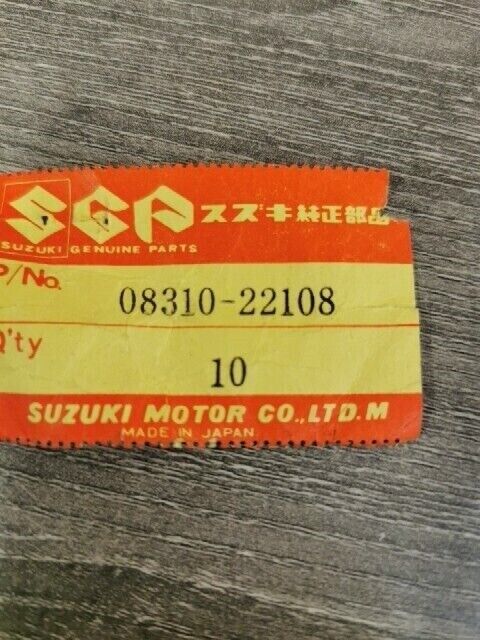 SGP スズキ純正部品
SUZUKI GENUINE PARTS
P/No. 08310-22108
Q'ty 10
SUZUKI MOTOR CO.,LTD.M
MADE IN JAPAN